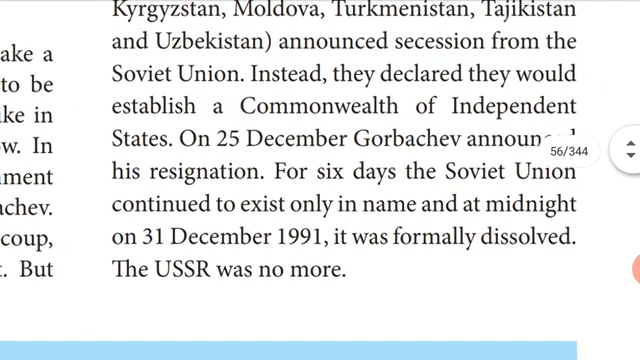 Kyrgyzstan, Moldova, Turkmenistan, Tajikistan
ake a
and Uzbekistan) announced secession from the
to be
Soviet Union. Instead, they declared they would
ike in
establish a Commonwealth of Independent
w. In
States. On 25 December Gorbachev announced
56/344
nment
his resignation. For six days the Soviet Union
achev.
continued to exist only in name and at midnight
coup,
on 31 December 1991, it was formally dissolved.
t. But
The USSR was no more.